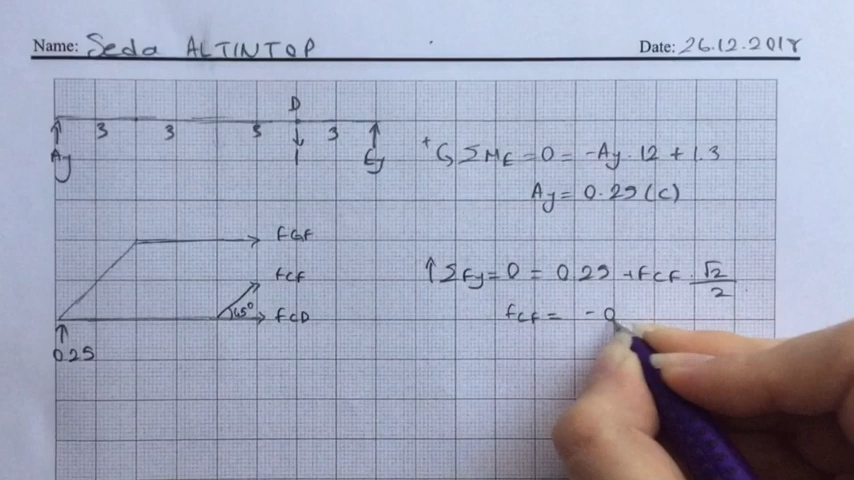 Name: Seda ALTINTOP
Date: 26.12.2018
D
3 3 3 3
Ay 1 Ey
+ ΣME = 0 = -Ay . 12 + 1.3
Ay = 0.25 (C)
FGF
FCF
45° FCD
0.25
↑ ΣFy = 0 = 0.25 + FCF . √2/2
FCF = - 0